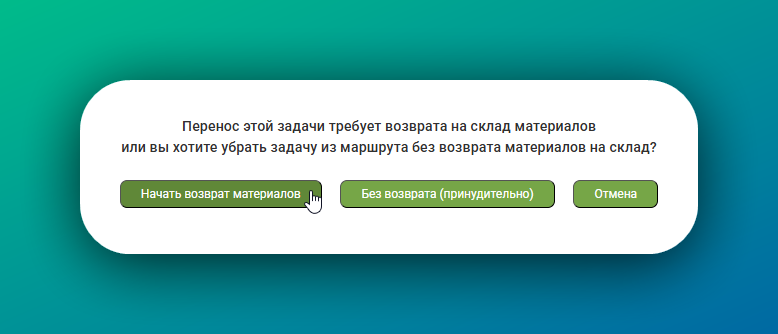 Перенос этой задачи требует возврата на склад материалов
или вы хотите убрать задачу из маршрута без возврата материалов на склад?
Начать возврат материалов Без возврата (принудительно) Отмена